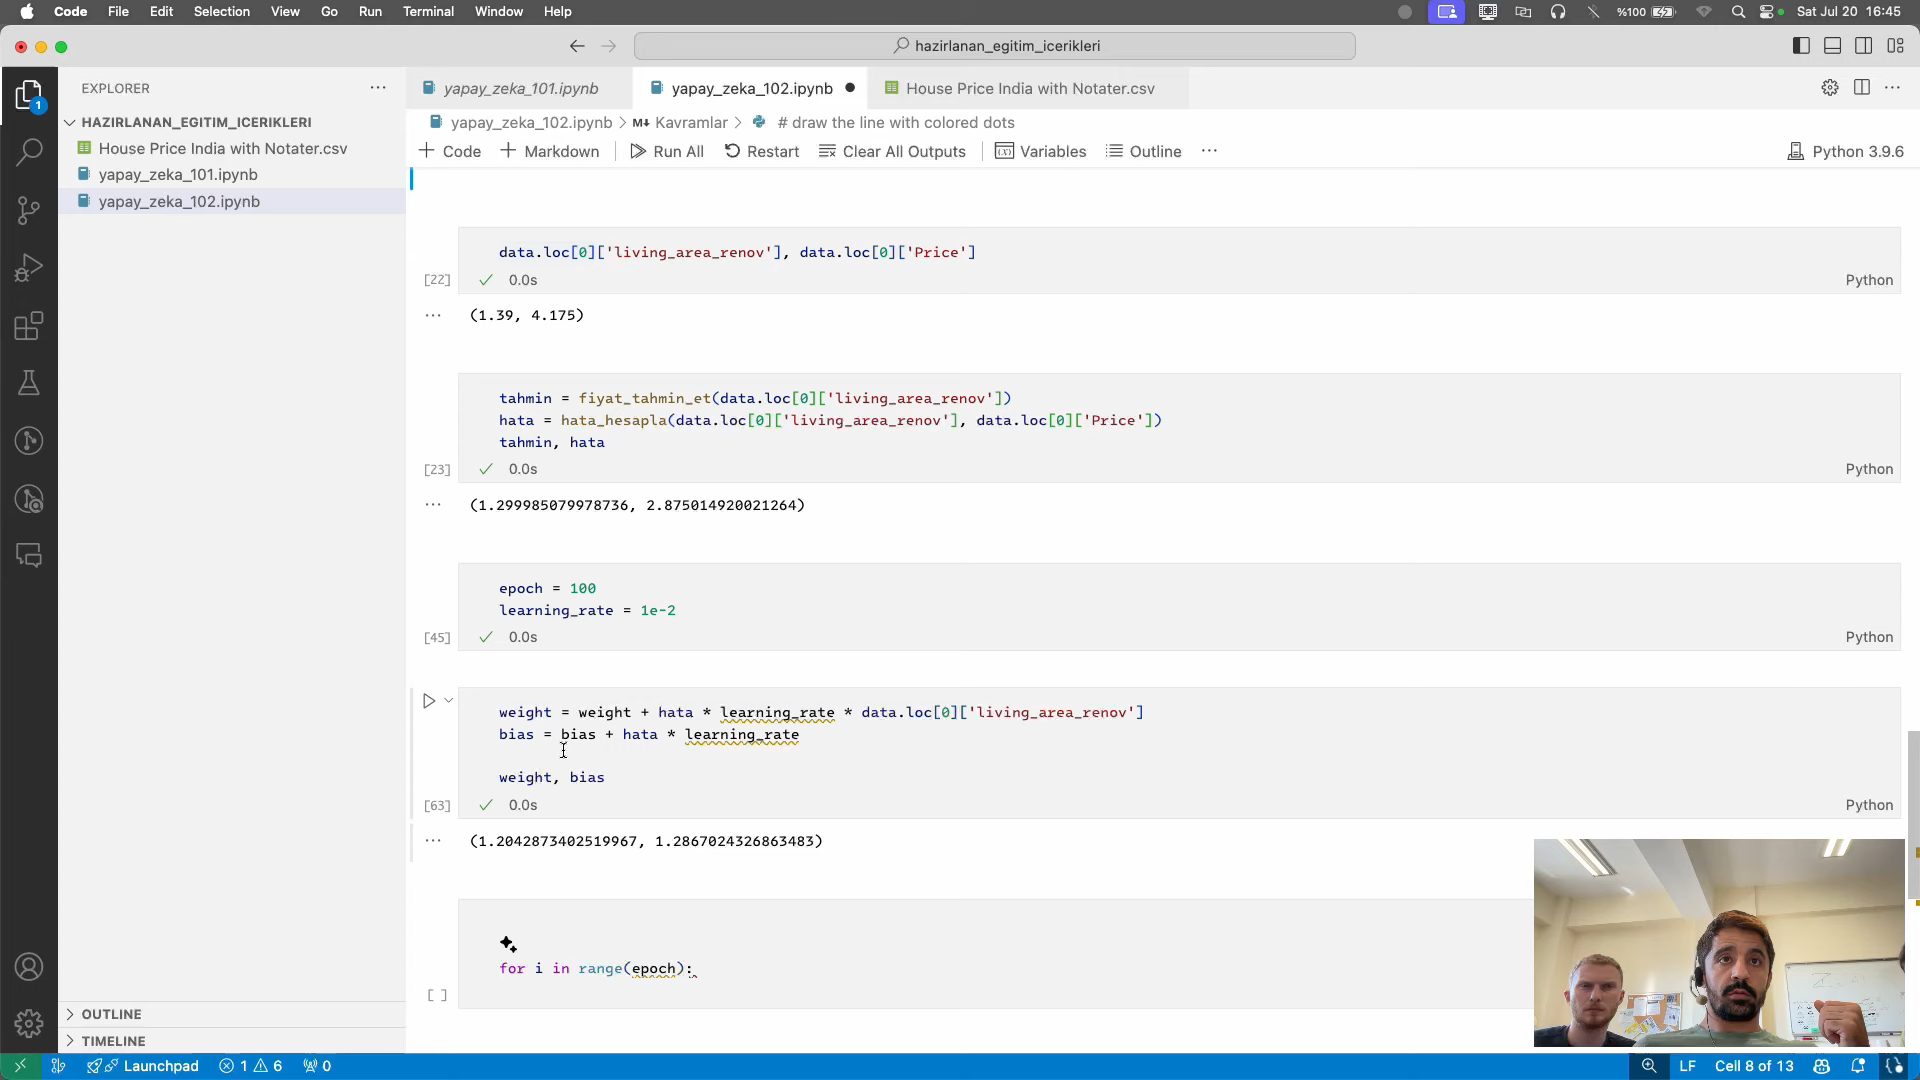 Code File Edit Selection View Go Run Terminal Window Help %100 Sat Jul 20 16:45
hazirlanan_egitim_icerikleri
EXPLORER
yapay_zeka_101.ipynb yapay_zeka_102.ipynb House Price India with Notater.csv
HAZIRLANAN_EGITIM_ICERIKLERI
House Price India with Notater.csv
yapay_zeka_101.ipynb
yapay_zeka_102.ipynb
yapay_zeka_102.ipynb > M↓ Kavramlar > # draw the line with colored dots
+ Code + Markdown Run All Restart Clear All Outputs Variables Outline ... Python 3.9.6
data.loc[0]['living_area_renov'], data.loc[0]['Price']
[22] ✓ 0.0s Python
(1.39, 4.175)
tahmin = fiyat_tahmin_et(data.loc[0]['living_area_renov'])
hata = hata_hesapla(data.loc[0]['living_area_renov'], data.loc[0]['Price'])
tahmin, hata
[23] ✓ 0.0s Python
(1.299985079978736, 2.875014920021264)
epoch = 100
learning_rate = 1e-2
[45] ✓ 0.0s Python
weight = weight + hata * learning_rate * data.loc[0]['living_area_renov']
bias = bias + hata * learning_rate
weight, bias
[63] ✓ 0.0s Python
(1.2042873402519967, 1.2867024326863483)
for i in range(epoch):
[ ]
OUTLINE
TIMELINE
Launchpad 1 6 0 LF Cell 8 of 13
1